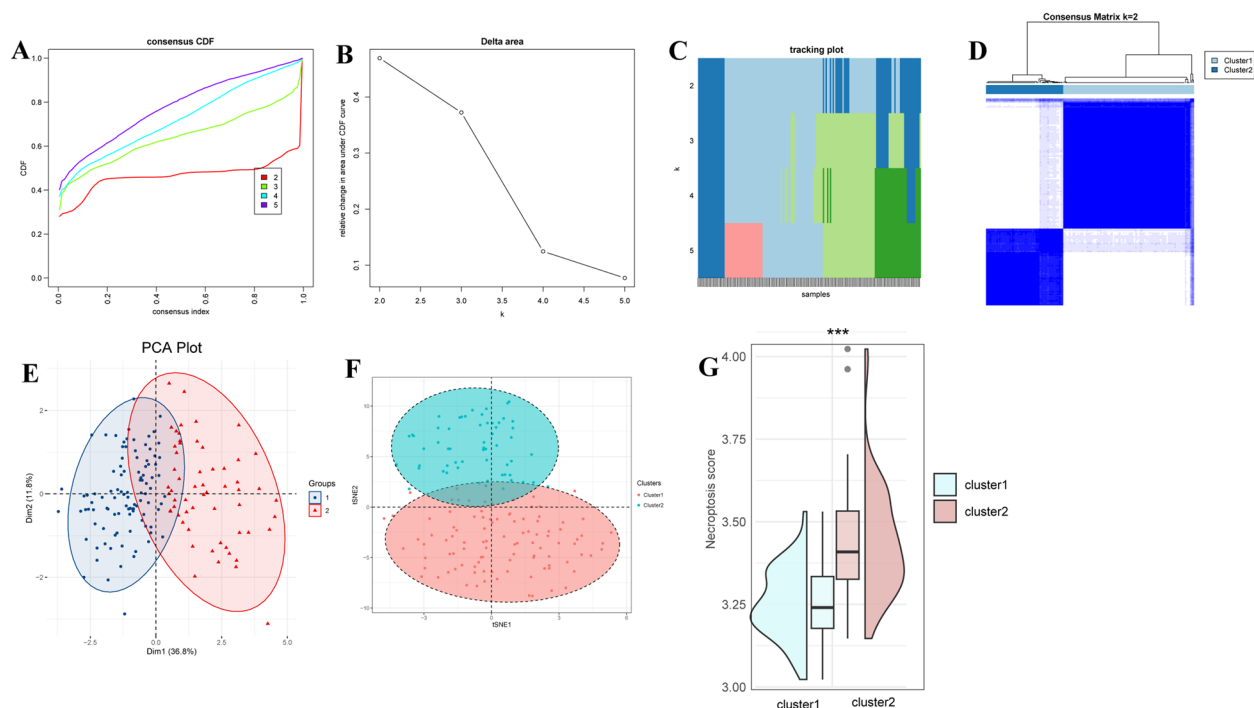 A
consensus CDF
CDF
1.0
0.8
0.6
0.4
0.2
0.0
2
3
4
5
0.0
0.2
0.4
0.6
0.8
1.0
consensus index
B
Delta area
relative change in area under CDF curve
0.4
0.3
0.2
0.1
2.0
2.5
3.0
3.5
4.0
4.5
5.0
k
C
tracking plot
k
2
3
4
5
samples
D
Consensus Matrix k=2
Cluster1
Cluster2
E
PCA Plot
Dim2 (11.8%)
2
0
-2
-2.5
0.0
2.5
5.0
Dim1 (36.8%)
Groups
1
2
F
tSNE2
10
5
0
-5
-10
-3
0
3
6
tSNE1
Clusters
Cluster1
Cluster2
G
***
Necroptosis score
4.00
3.75
3.50
3.25
3.00
cluster1
cluster2
cluster1
cluster2